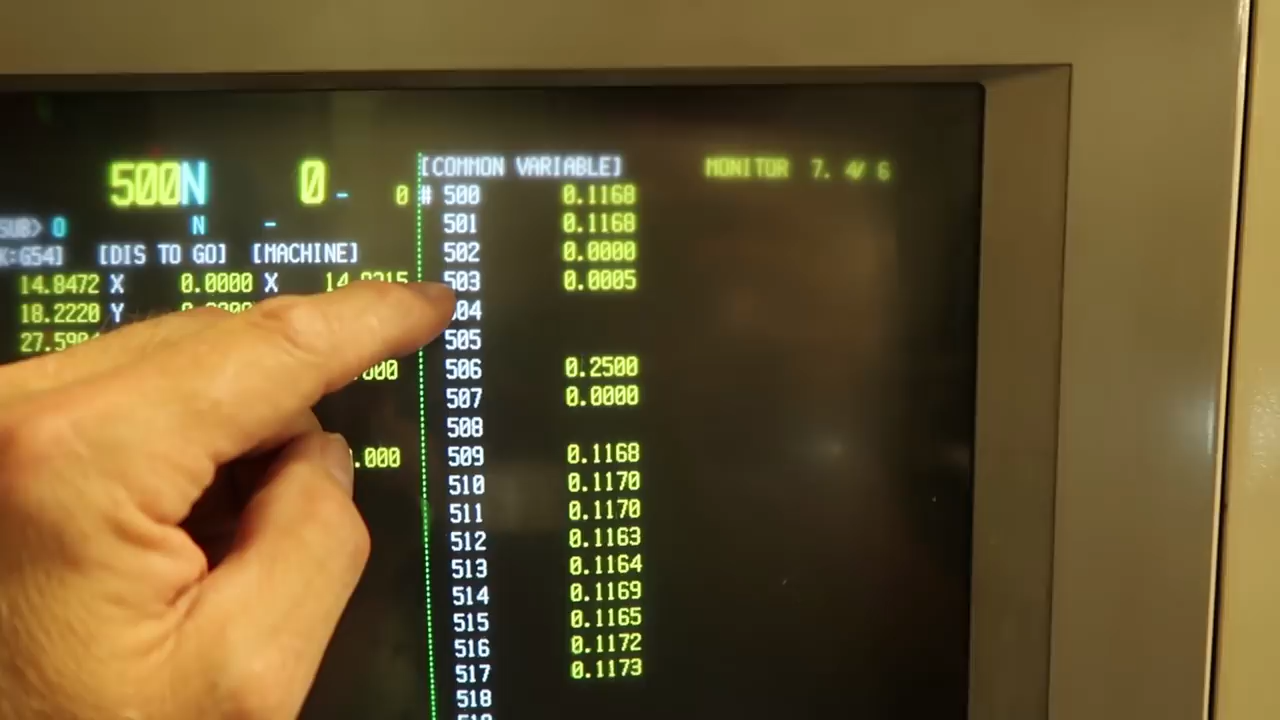 500N 0 - 0
SUB> 0 N -
K:G54] [DIS TO GO] [MACHINE]
14.8472 X 0.0000 X
18.2220 Y
.000
.000
[COMMON VARIABLE] MONITOR 7. 4/ 6
# 500 0.1168
501 0.1168
502 0.0000
503 0.0005
504
505
506 0.2500
507 0.0000
508
509 0.1168
510 0.1170
511 0.1170
512 0.1163
513 0.1164
514 0.1169
515 0.1165
516 0.1172
517 0.1173
518